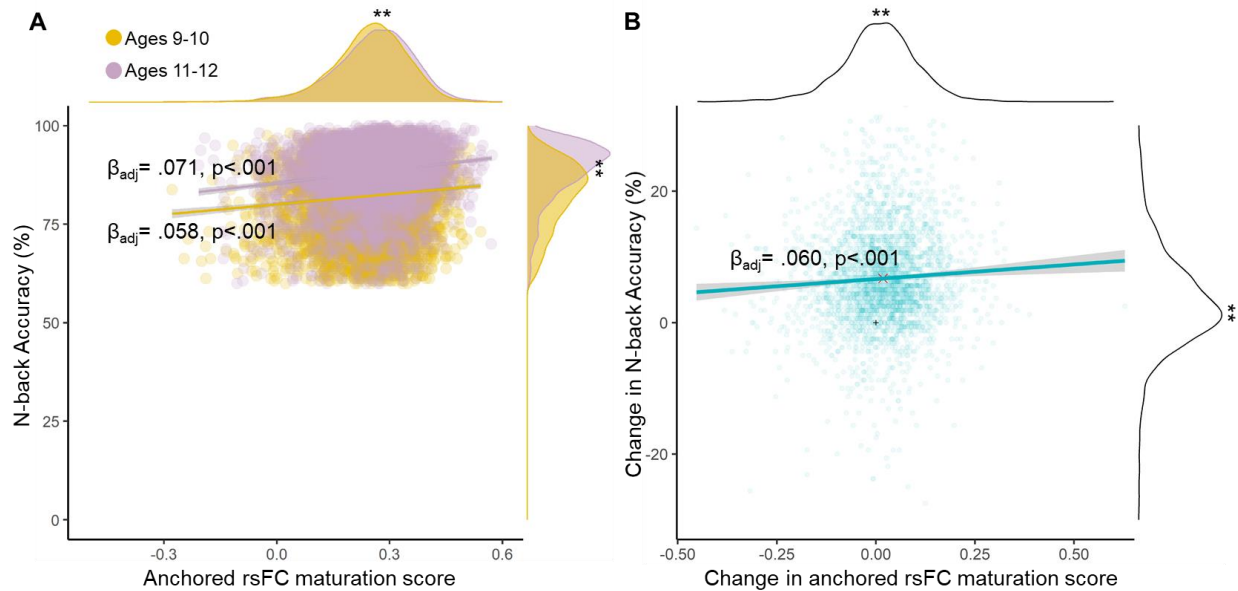 A
**
Ages 9-10
Ages 11-12
N-back Accuracy (%)
100
75
50
25
0
βadj= .071, p<.001
βadj= .058, p<.001
**
-0.3
0.0
0.3
0.6
Anchored rsFC maturation score
B
**
Change in N-back Accuracy (%)
20
0
-20
βadj= .060, p<.001
**
-0.50
-0.25
0.00
0.25
0.50
Change in anchored rsFC maturation score